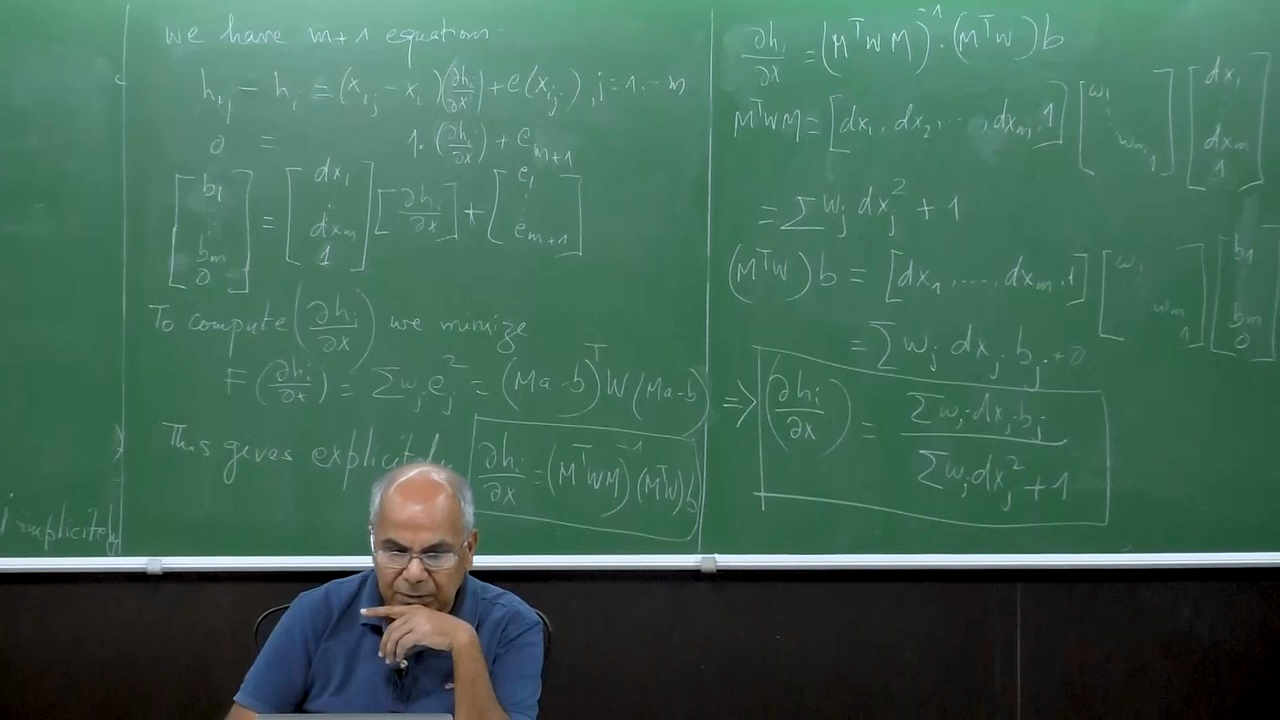 we have m+1 equations
h_{i_j} - h_i = (x_{i_j} - x_i)(∂h_i/∂x) + e(x_{i_j}), j=1...m
0 = 1.(∂h_i/∂x) + e_{m+1}
[b_1 ⋮ b_m 0] = [dx_1 ⋮ dx_m 1][∂h_i/∂x] + [e_1 ⋮ e_{m+1}]
To compute (∂h_i/∂x) we minize
F(∂h_i/∂x) = ∑w_j e_j^2 = (Ma-b)^T W(Ma-b)
This gives explicitly
∂h_i/∂x = (M^T W M)^{-1} (M^T W)b
d implicitely
∂h_i/∂x = (M^T W M)^{-1} · (M^T W)b
M^T W M = [dx_1, dx_2, ..., dx_m, 1] [w_1 ⋱ w_m 1] [dx_1 ⋮ dx_m 1]
= ∑ w_j dx_j^2 + 1
(M^T W)b = [dx_1, ..., dx_m, 1] [w_1 w_m 1] [b_1 ⋮ b_m 0]
= ∑ w_j dx_j b_j + 0
⇒ (∂h_i/∂x) = ∑w_j dx_j b_j / ∑w_j dx_j^2 + 1